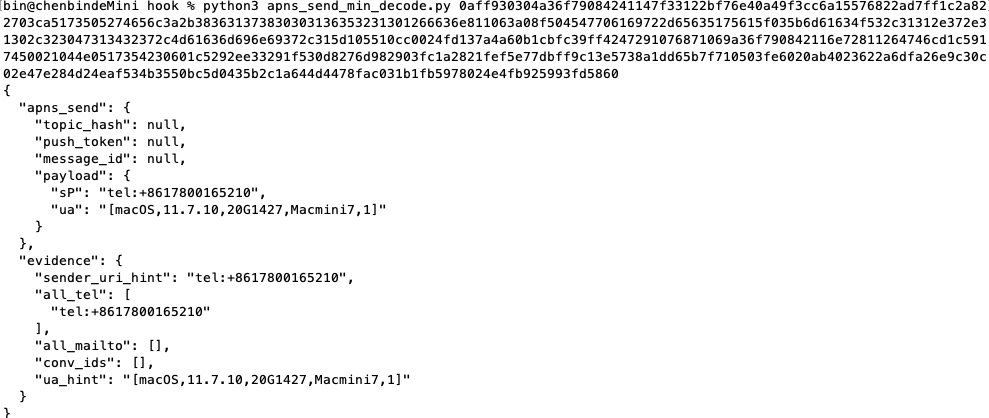 [bin@chenbindeMini hook % python3 apns_send_min_decode.py 0aff930304a36f79084241147f33122bf76e40a49f3cc6a15576822ad7ff1c2a82
2703ca5173505274656c3a2b383631373830303136353231301266636e811063a08f504547706169722d65635175615f035b6d61634f532c31312e372e3
1302c323047313432372c4d61636d696e69372c315d105510cc0024fd137a4a60b1cbfc39ff4247291076871069a36f790842116e72811264746cd1c591
7450021044e0517354230601c5292ee33291f530d8276d982903fc1a2821fef5e77dbff9c13e5738a1dd65b7f710503fe6020ab4023622a6dfa26e9c30c
02e47e284d24eaf534b3550bc5d0435b2c1a644d4478fac031b1fb5978024e4fb925993fd5860
{
  "apns_send": {
    "topic_hash": null,
    "push_token": null,
    "message_id": null,
    "payload": {
      "sP": "tel:+8617800165210",
      "ua": "[macOS,11.7.10,20G1427,Macmini7,1]"
    }
  },
  "evidence": {
    "sender_uri_hint": "tel:+8617800165210",
    "all_tel": [
      "tel:+8617800165210"
    ],
    "all_mailto": [],
    "conv_ids": [],
    "ua_hint": "[macOS,11.7.10,20G1427,Macmini7,1]"
  }
}